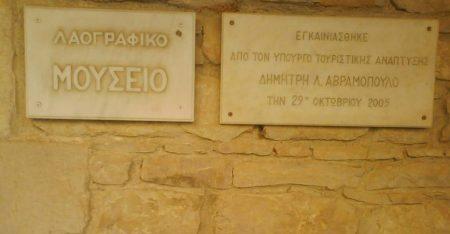 ΛΑΟΓΡΑΦΙΚΟ
ΜΟΥΣΕΙΟ
ΕΓΚΑΙΝΙΑΣΘΗΚΕ
ΑΠΟ ΤΟΝ ΥΠΟΥΡΓΟ ΤΟΥΡΙΣΤΙΚΗΣ ΑΝΑΠΤΥΞΗΣ
ΔΗΜΗΤΡΗ Λ. ΑΒΡΑΜΟΠΟΥΛΟ
ΤΗΝ 29η ΟΚΤΩΒΡΙΟΥ 2005